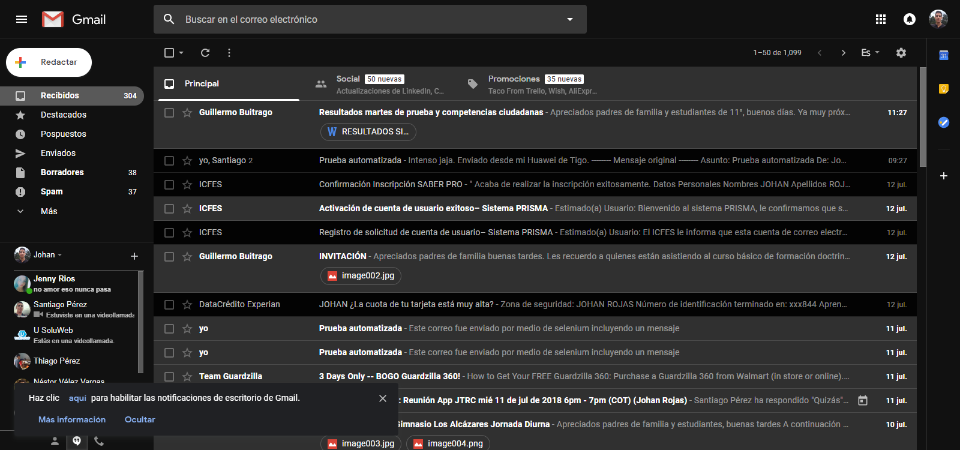 Gmail
Buscar en el correo electrónico
Redactar
1–50 de 1,099
Es
Recibidos 304
Destacados
Pospuestos
Enviados
Borradores 38
Spam 37
Más
Principal
Social 50 nuevas
Actualizaciones de LinkedIn, C...
Promociones 35 nuevas
Taco From Trello, Wish, AliExpr...
Guillermo Buitrago Resultados martes de prueba y competencias ciudadanas - Apreciados padres de familia y estudiantes de 11°, buenos días. Ya muy próx... 11:27
W RESULTADOS SI...
yo, Santiago 2 Prueba automatizada - Intenso jaja. Enviado desde mi Huawei de Tigo. —— Mensaje original —— Asunto: Prueba automatizada De: Jo... 09:27
ICFES Confirmación Inscripción SABER PRO - " Acaba de realizar la inscripción exitosamente. Datos Personales Nombres JOHAN Apellidos ROJ... 12 jul.
ICFES Activación de cuenta de usuario exitoso– Sistema PRISMA - Estimado(a) Usuario: Bienvenido al sistema PRISMA, le confirmamos que s... 12 jul.
ICFES Registro de solicitud de cuenta de usuario– Sistema PRISMA - Estimado(a) Usuario: El ICFES le informa que esta cuenta de correo electr... 12 jul.
Guillermo Buitrago INVITACIÓN - Apreciados padres de familia buenas tardes. Les recuerdo a quienes están asistiendo al curso básico de formación doctrin... 12 jul.
image002.jpg
DataCrédito Experian JOHAN ¿La cuota de tu tarjeta está muy alta? - Zona de seguridad: JOHAN ROJAS Número de identificación terminado en: xxx844 Apren... 12 jul.
yo Prueba automatizada - Este correo fue enviado por medio de selenium incluyendo un mensaje 11 jul.
yo Prueba automatizada - Este correo fue enviado por medio de selenium incluyendo un mensaje 11 jul.
Team Guardzilla 3 Days Only -- BOGO Guardzilla 360! - How to Get Your FREE Guardzilla 360: Purchase a Guardzilla 360 from Walmart (in store or online).... 11 jul.
: Reunión App JTRC mié 11 de jul de 2018 6pm - 7pm (COT) (Johan Rojas) - Santiago Pérez ha respondido "Quizás"... 11 jul.
Gimnasio Los Alcázares Jornada Diurna - Apreciados padres de familia y estudiantes, buenas tardes A continuación ... 10 jul.
image003.jpg image004.png
Johan
Jenny Rios
no amor eso nunca pasa
Santiago Pérez
Estuviste en una videollamada
U SoluWeb
Estás en una videollamada.
Thiago Pérez
Néstor Vélez Vargas
Haz clic aquí para habilitar las notificaciones de escritorio de Gmail.
Más información Ocultar